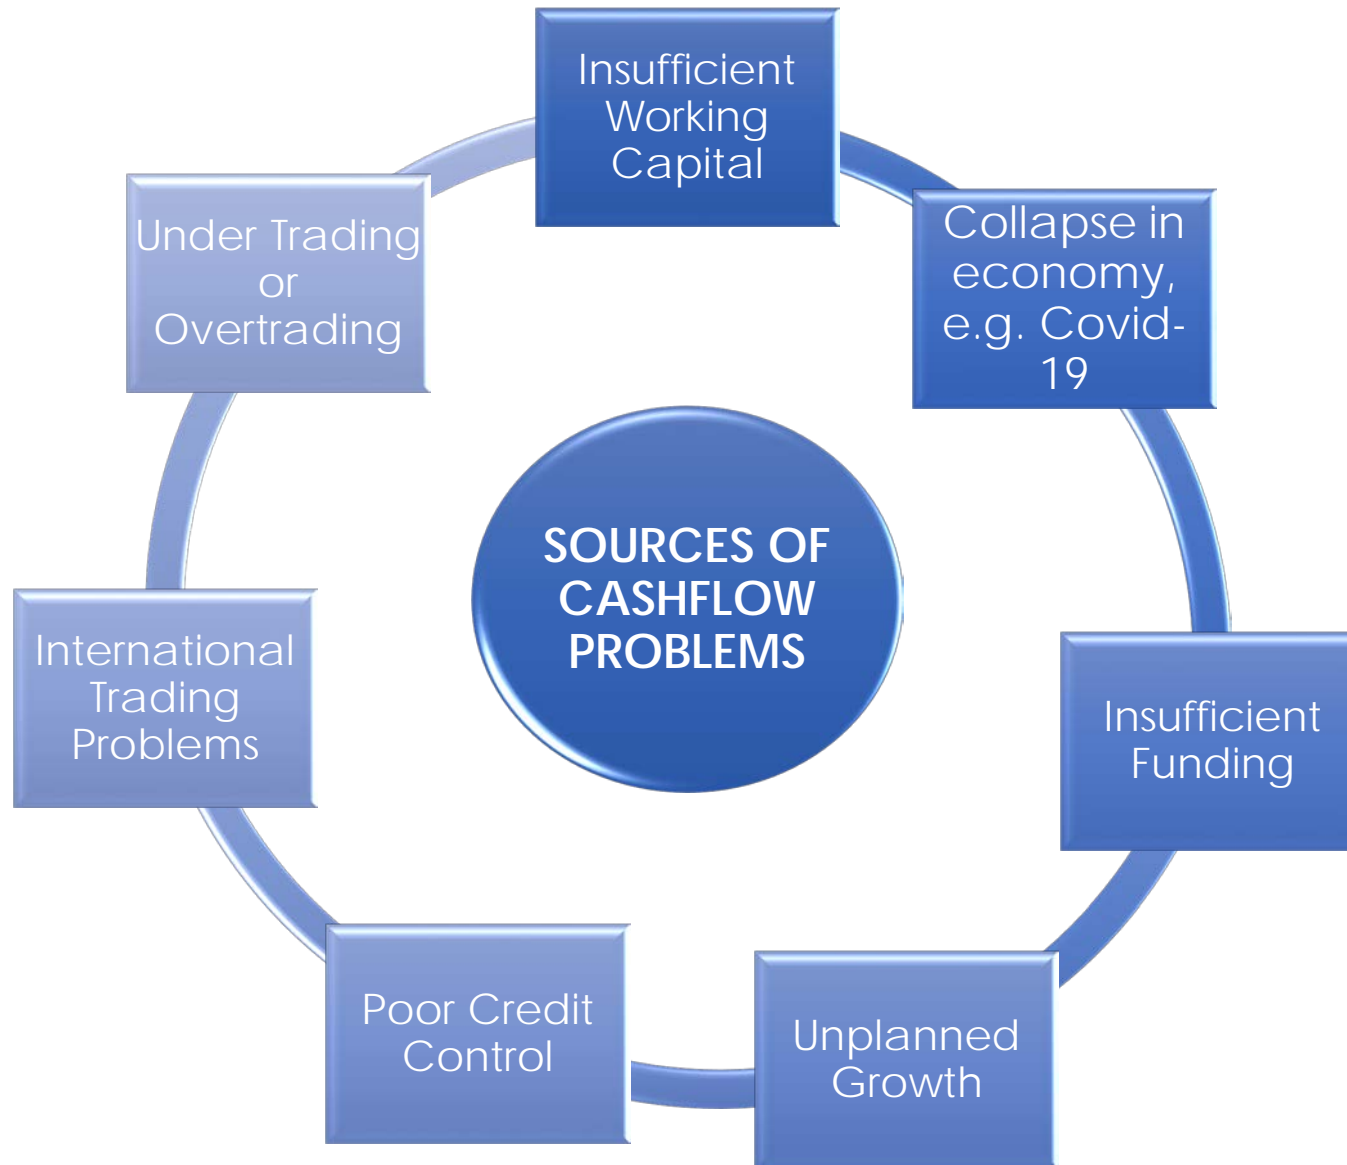 Insufficient
Working
Capital
Collapse in
economy,
e.g. Covid-
19
Insufficient
Funding
Unplanned
Growth
Poor Credit
Control
International
Trading
Problems
Under Trading
or
Overtrading
SOURCES OF
CASHFLOW
PROBLEMS